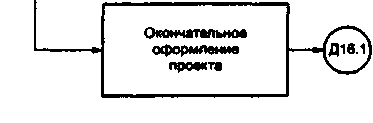 Окончательное
оформление
проекта
Д16.1